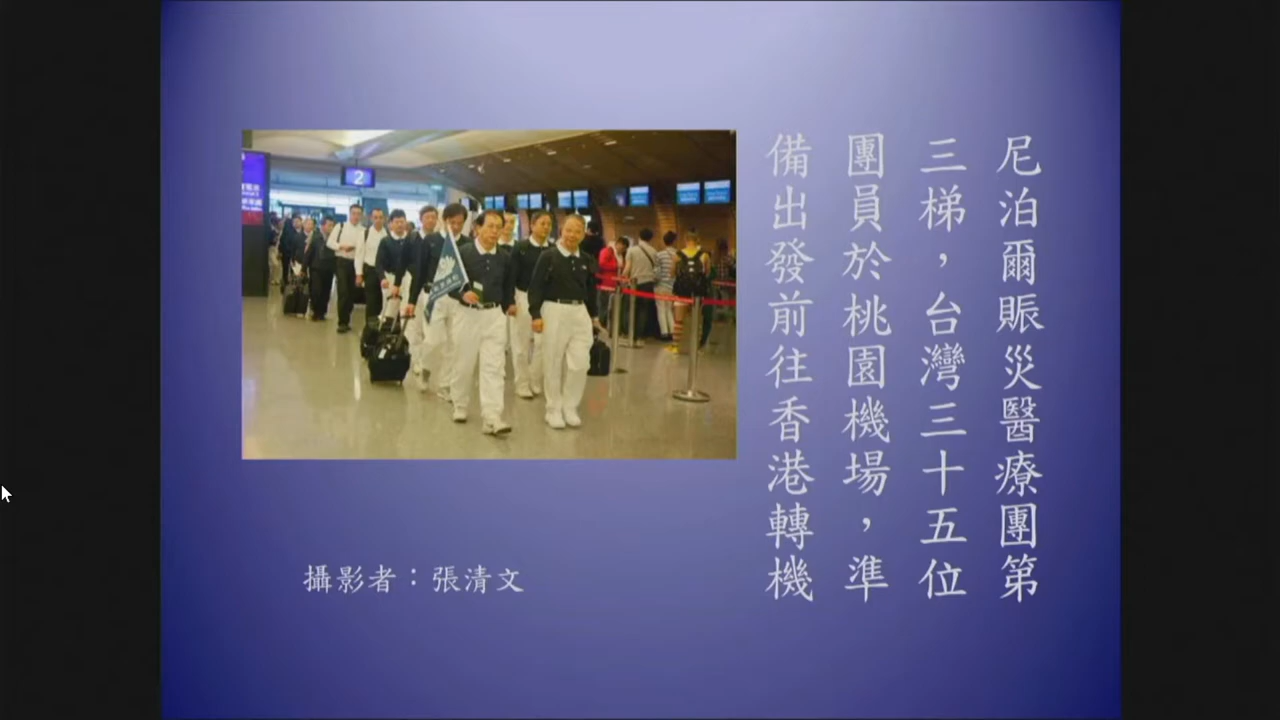 尼泊爾賑災醫療團第
三梯，台灣三十五位
團員於桃園機場，準
備出發前往香港轉機
2
攝影者：張清文